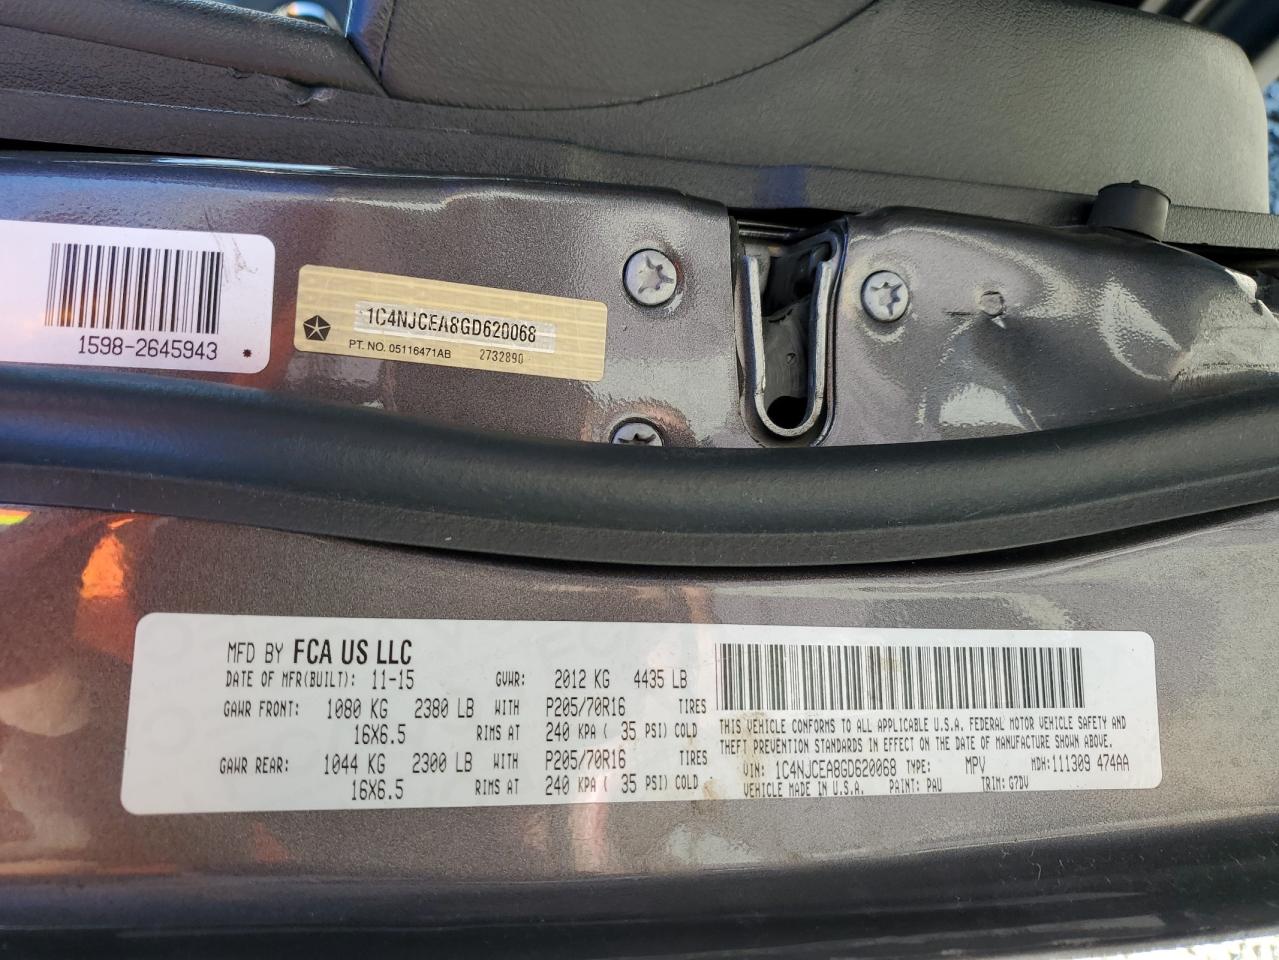 1598-2645943 *
1C4NJCEA8GD620068
PT. NO. 05116471AB 2732890
MFD BY FCA US LLC
DATE OF MFR(BUILT): 11-15 GVWR: 2012 KG 4435 LB
GAWR FRONT: 1080 KG 2380 LB WITH P205/70R16 TIRES
16X6.5 RIMS AT 240 KPA ( 35 PSI) COLD
GAWR REAR: 1044 KG 2300 LB WITH P205/70R16 TIRES
16X6.5 RIMS AT 240 KPA ( 35 PSI) COLD
THIS VEHICLE CONFORMS TO ALL APPLICABLE U.S.A. FEDERAL MOTOR VEHICLE SAFETY AND
THEFT PREVENTION STANDARDS IN EFFECT ON THE DATE OF MANUFACTURE SHOWN ABOVE.
VIN: 1C4NJCEA8GD620068 TYPE: MPV MDH: 111309 474AA
VEHICLE MADE IN U.S.A. PAINT: PAU TRIM: G7DV